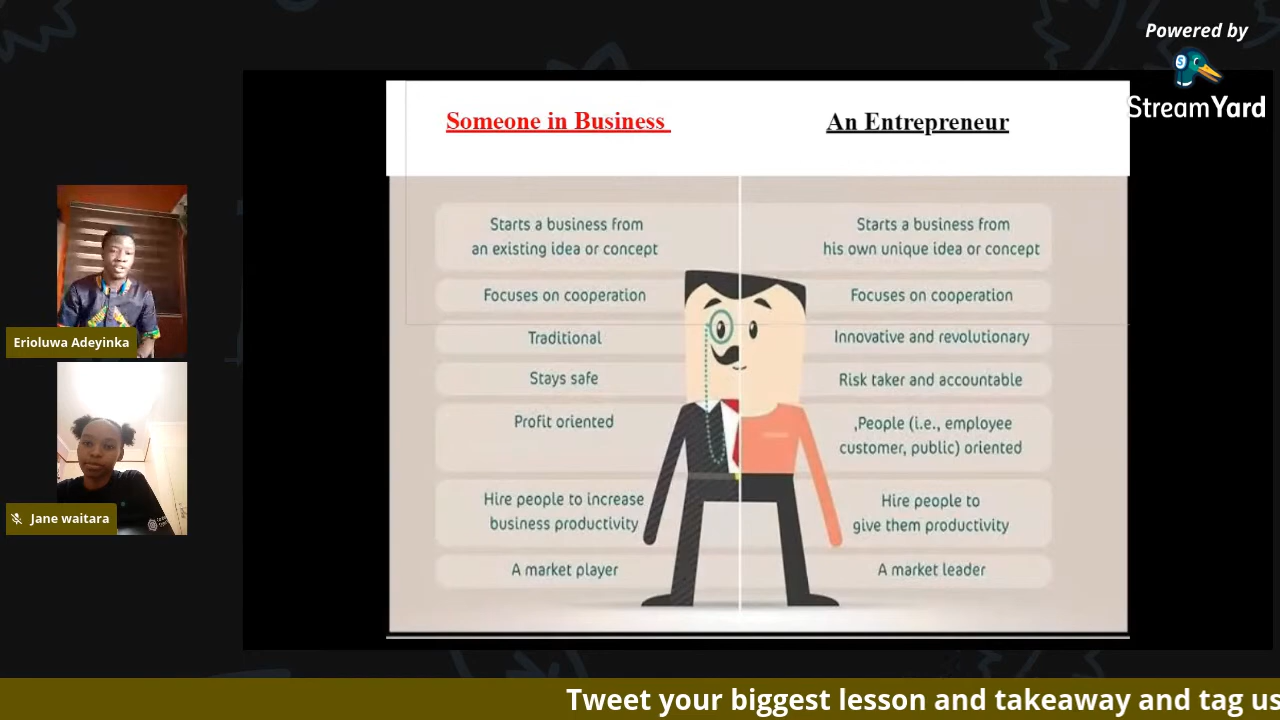 Powered by
StreamYard
Someone in Business
An Entrepreneur
Starts a business from
an existing idea or concept
Starts a business from
his own unique idea or concept
Focuses on cooperation
Focuses on cooperation
Traditional
Innovative and revolutionary
Stays safe
Risk taker and accountable
Profit oriented
,People (i.e., employee
customer, public) oriented
Hire people to increase
business productivity
Hire people to
give them productivity
A market player
A market leader
Erioluwa Adeyinka
Jane waitara
Tweet your biggest lesson and takeaway and tag us